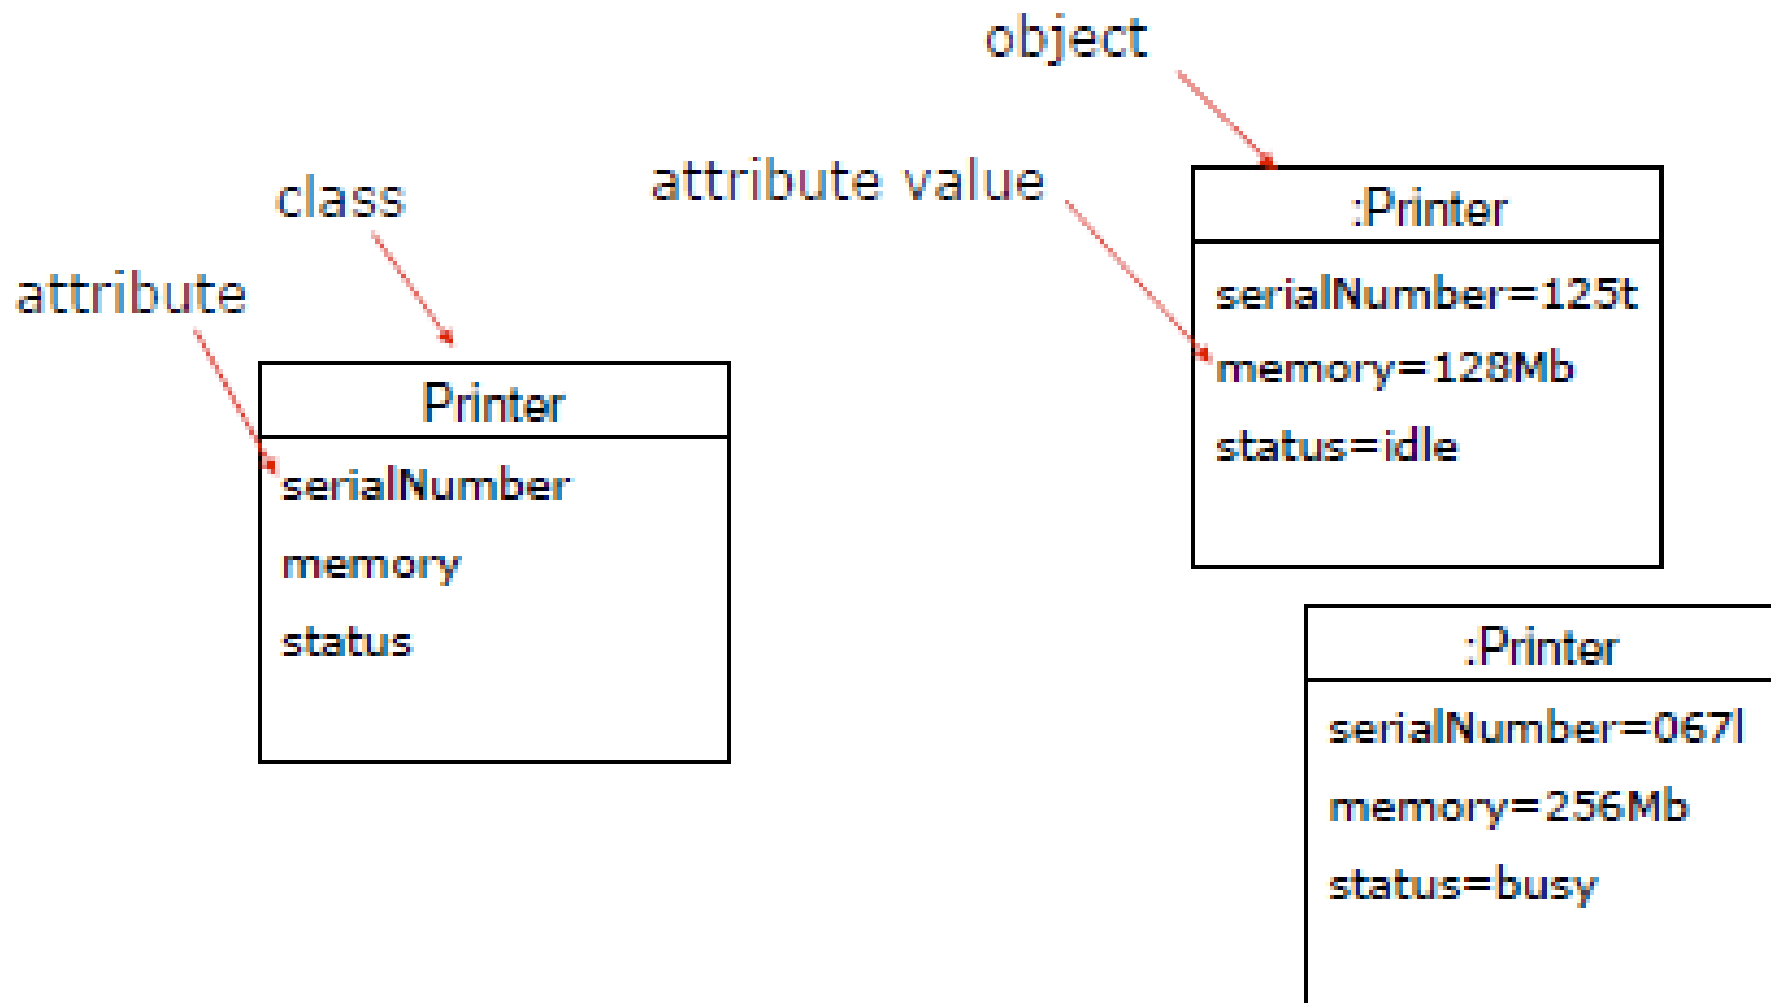 object
attribute value
class
attribute
Printer
serialNumber
memory
status
:Printer
serialNumber=125t
memory=128Mb
status=idle
:Printer
serialNumber=067l
memory=256Mb
status=busy